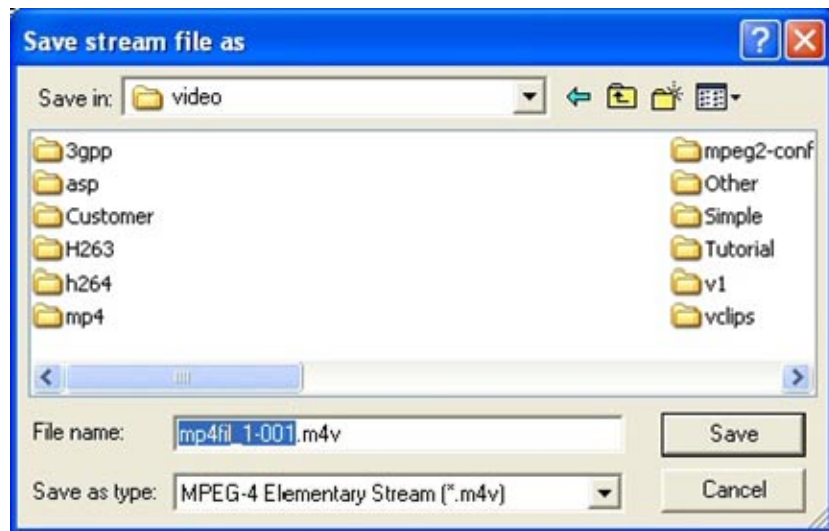 Save stream file as
Save in: video
3gpp
asp
Customer
H263
h264
mp4
mpeg2-conf
Other
Simple
Tutorial
v1
vclips
File name: mp4fil_1-001.m4v
Save
Save as type: MPEG-4 Elementary Stream (*.m4v)
Cancel